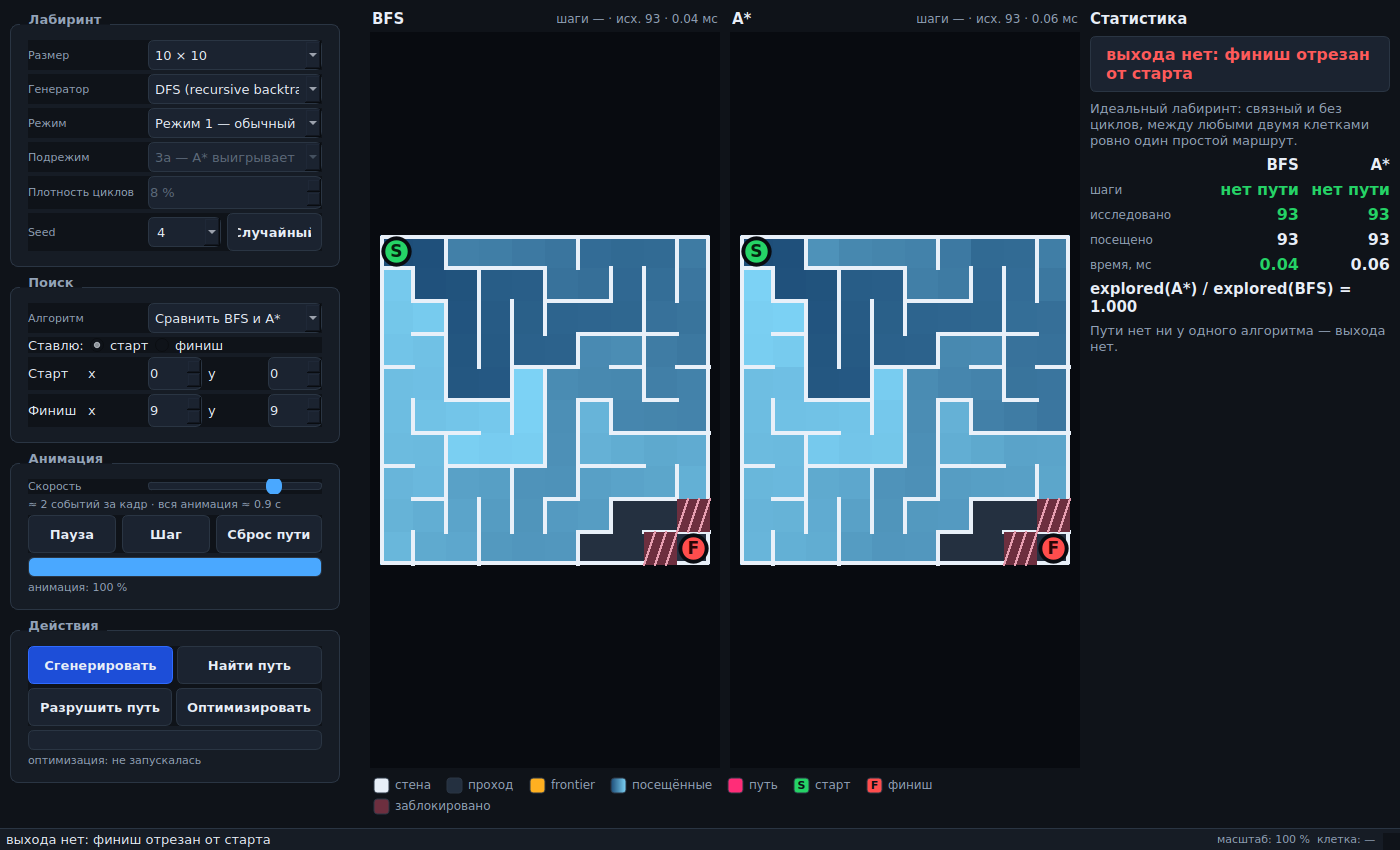 Лабиринт
Размер 10 × 10
Генератор DFS (recursive backtra
Режим Режим 1 — обычный
Подрежим 3a — A* выигрывает
Плотность циклов 8 %
Seed 4 Случайный
Поиск
Алгоритм Сравнить BFS и A*
Ставлю: старт финиш
Старт x 0 y 0
Финиш x 9 y 9
Анимация
Скорость
≈ 2 событий за кадр · вся анимация ≈ 0.9 с
Пауза Шаг Сброс пути
анимация: 100 %
Действия
Сгенерировать Найти путь
Разрушить путь Оптимизировать
оптимизация: не запускалась
BFS шаги — · исх. 93 · 0.04 мс
S
F
A* шаги — · исх. 93 · 0.06 мс
S
F
стена проход frontier посещённые путь S старт F финиш
заблокировано
Статистика
выхода нет: финиш отрезан
от старта
Идеальный лабиринт: связный и без
циклов, между любыми двумя клетками
ровно один простой маршрут.
BFS A*
шаги нет пути нет пути
исследовано 93 93
посещено 93 93
время, мс 0.04 0.06
explored(A*) / explored(BFS) =
1.000
Пути нет ни у одного алгоритма — выхода
нет.
выхода нет: финиш отрезан от старта
масштаб: 100 % клетка: —